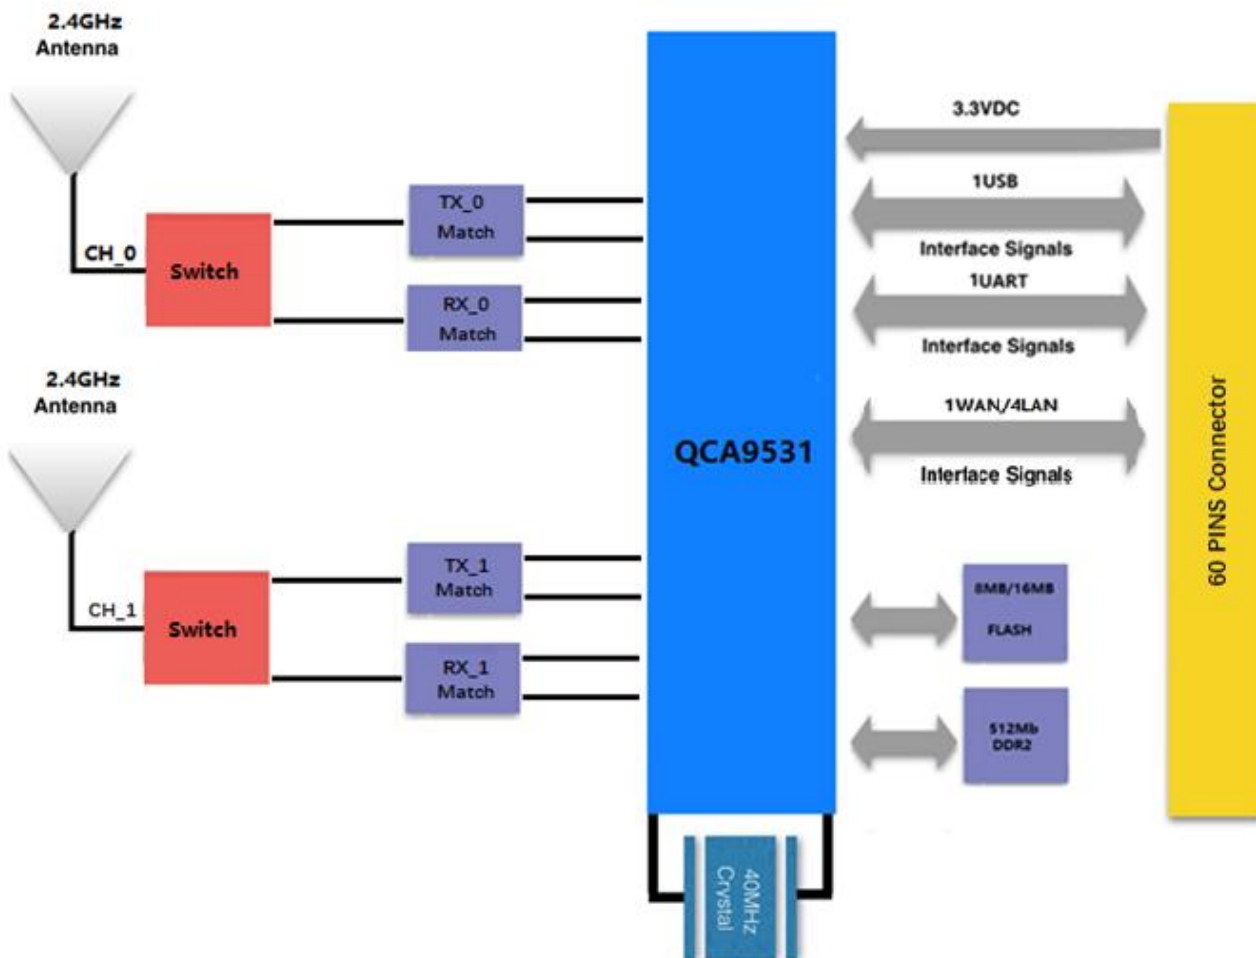 2.4GHz
Antenna
CH_0
Switch
TX_0
Match
RX_0
Match
2.4GHz
Antenna
CH_1
Switch
TX_1
Match
RX_1
Match
QCA9531
40MHz
Crystal
3.3VDC
1USB
Interface Signals
1UART
Interface Signals
1WAN/4LAN
Interface Signals
8MB/16MB
FLASH
512Mb
DDR2
60 PINS Connector